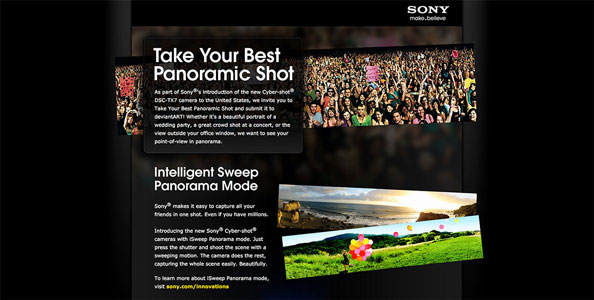 SONY
make.believe
Take Your Best
Panoramic Shot
As part of Sony®'s introduction of the new Cyber-shot®
DSC-TX7 camera to the United States, we invite you to
Take Your Best Panoramic Shot and submit it to
deviantART! Whether it's a beautiful portrait of a
wedding party, a great crowd shot at a concert, or the
view outside your office window, we want to see your
point-of-view in panorama.
Intelligent Sweep
Panorama Mode
Sony® makes it easy to capture all your
friends in one shot. Even if you have millions.
Introducing the new Sony® Cyber-shot®
cameras with iSweep Panorama mode. Just
press the shutter and shoot the scene with a
sweeping motion. The camera does the rest,
capturing the whole scene easily. Beautifully.
To learn more about iSweep Panorama mode,
visit sony.com/innovations